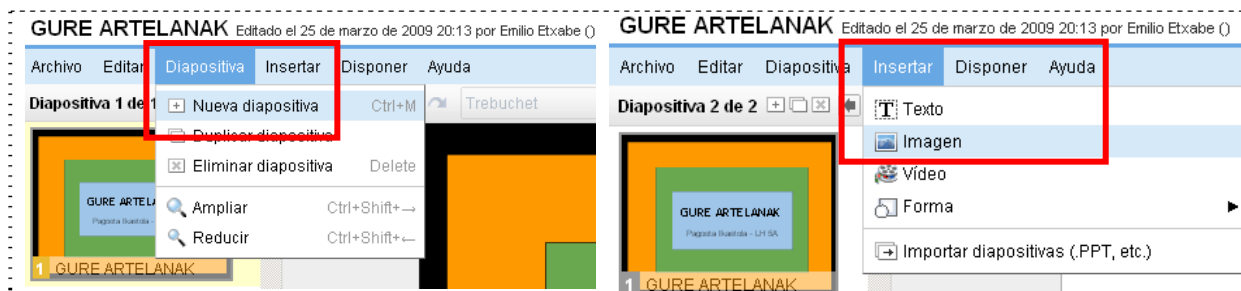 GURE ARTELANAK Editado el 25 de marzo de 2009 20:13 por Emilio Etxabe ()
Archivo Editar Diapositiva Insertar Disponer Ayuda
Diapositiva 1 de 1
Trebuchet
Nueva diapositiva Ctrl+M
Duplicar diapositiva
Eliminar diapositiva Delete
Ampliar Ctrl+Shift+→
Reducir Ctrl+Shift+←
GURE ARTELA
1 GURE ARTELANAK
GURE ARTELANAK Editado el 25 de marzo de 2009 20:13 por Emilio Etxabe ()
Archivo Editar Diapositiva Insertar Disponer Ayuda
Diapositiva 2 de 2
Texto
Imagen
Vídeo
Forma
Importar diapositivas (.PPT, etc.)
GURE ARTELANAK
1 GURE ARTELANAK